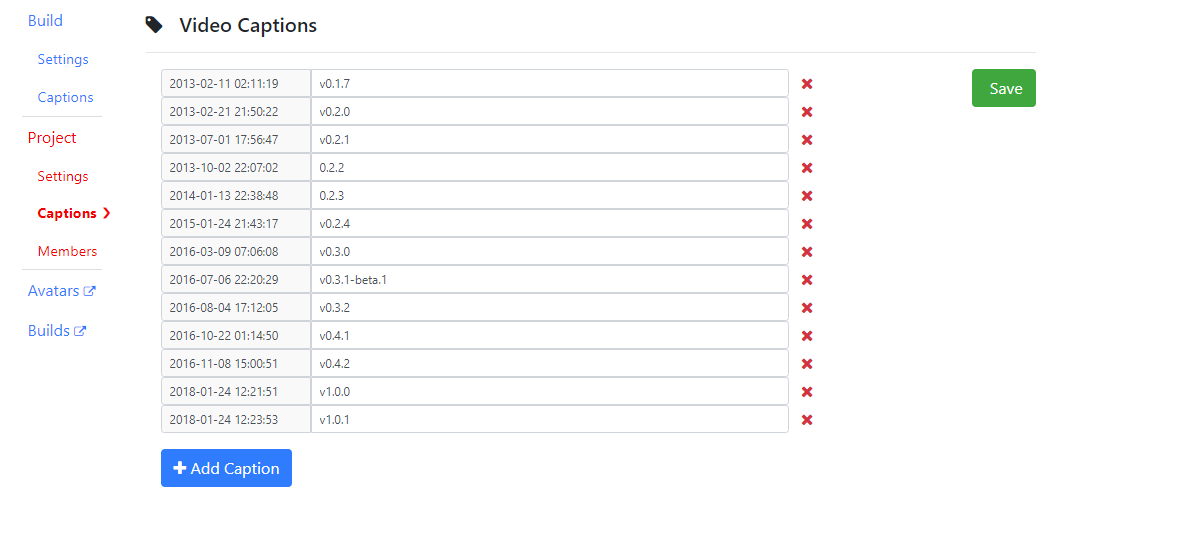 Build
Settings
Captions
Project
Settings
Captions
Members
Avatars
Builds
Video Captions
2013-02-11 02:11:19 v0.1.7
2013-02-21 21:50:22 v0.2.0
2013-07-01 17:56:47 v0.2.1
2013-10-02 22:07:02 0.2.2
2014-01-13 22:38:48 0.2.3
2015-01-24 21:43:17 v0.2.4
2016-03-09 07:06:08 v0.3.0
2016-07-06 22:20:29 v0.3.1-beta.1
2016-08-04 17:12:05 v0.3.2
2016-10-22 01:14:50 v0.4.1
2016-11-08 15:00:51 v0.4.2
2018-01-24 12:21:51 v1.0.0
2018-01-24 12:23:53 v1.0.1
Add Caption
Save